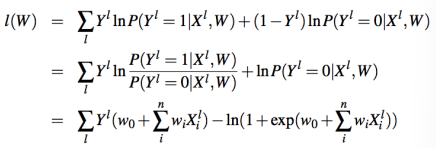 l(W) = ∑_l Y^l ln P(Y^l = 1|X^l, W) + (1 − Y^l) ln P(Y^l = 0|X^l, W)
= ∑_l Y^l ln \frac{P(Y^l = 1|X^l, W)}{P(Y^l = 0|X^l, W)} + ln P(Y^l = 0|X^l, W)
= ∑_l Y^l (w_0 + ∑_i^n w_i X_i^l) − ln(1 + exp(w_0 + ∑_i^n w_i X_i^l))